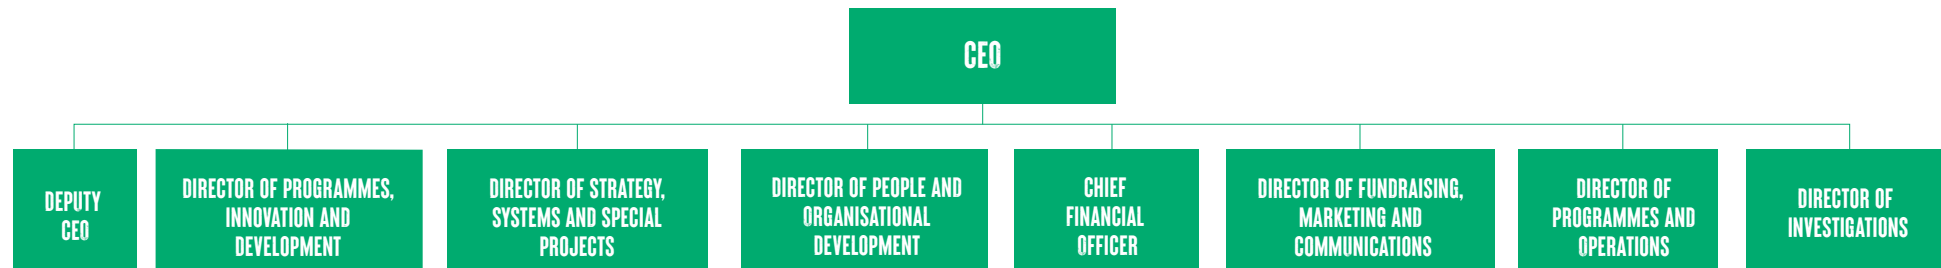 CEO
DEPUTY
CEO
DIRECTOR OF PROGRAMMES,
INNOVATION AND
DEVELOPMENT
DIRECTOR OF STRATEGY,
SYSTEMS AND SPECIAL
PROJECTS
DIRECTOR OF PEOPLE AND
ORGANISATIONAL
DEVELOPMENT
CHIEF
FINANCIAL
OFFICER
DIRECTOR OF FUNDRAISING,
MARKETING AND
COMMUNICATIONS
DIRECTOR OF
PROGRAMMES AND
OPERATIONS
DIRECTOR OF
INVESTIGATIONS